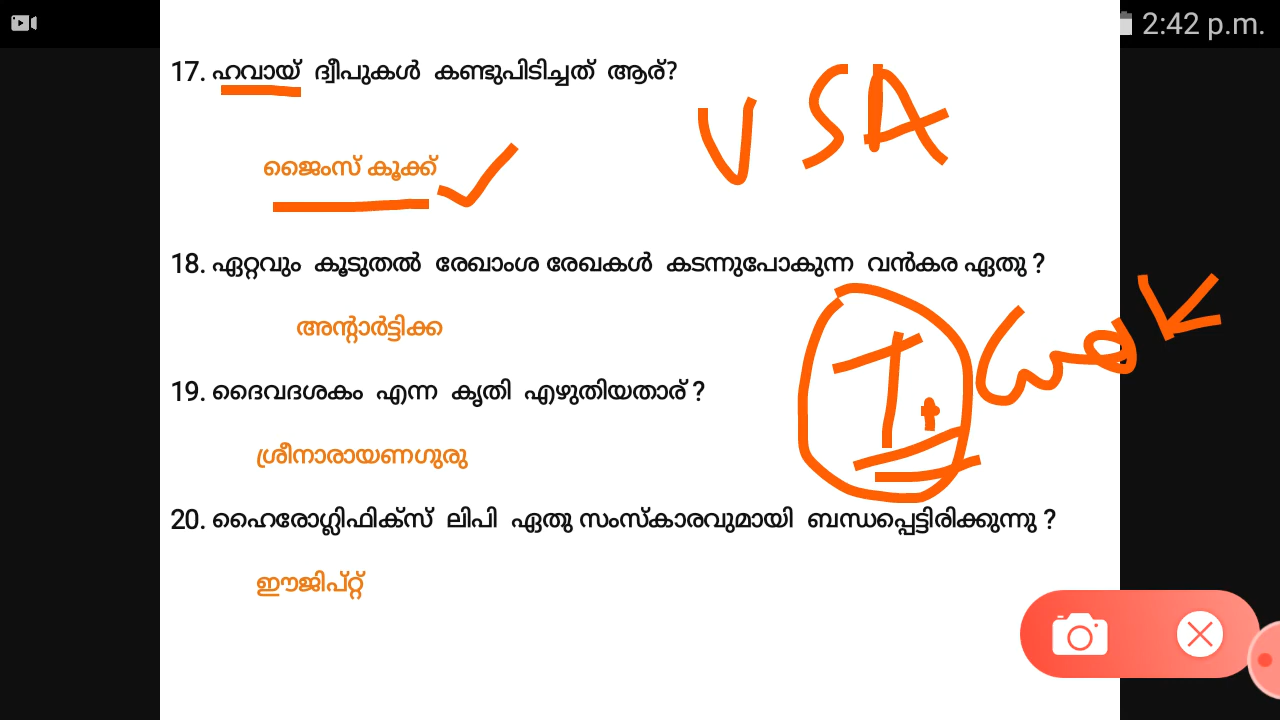 2:42 p.m.
17. ഹവായ് ദ്വീപുകൾ കണ്ടുപിടിച്ചത് ആര്?
USA
ജൈംസ് കൂക്ക്
18. ഏറ്റവും കൂടുതൽ രേഖാംശ രേഖകൾ കടന്നുപോകുന്ന വൻകര ഏതു ?
അന്റാർട്ടിക്ക
19. ദൈവദശകം എന്ന കൃതി എഴുതിയതാര് ?
ശ്രീനാരായണഗുരു
20. ഹൈരോഗ്ലിഫിക്സ് ലിപി ഏതു സംസ്കാരവുമായി ബന്ധപ്പെട്ടിരിക്കുന്നു ?
ഈജിപ്റ്റ്